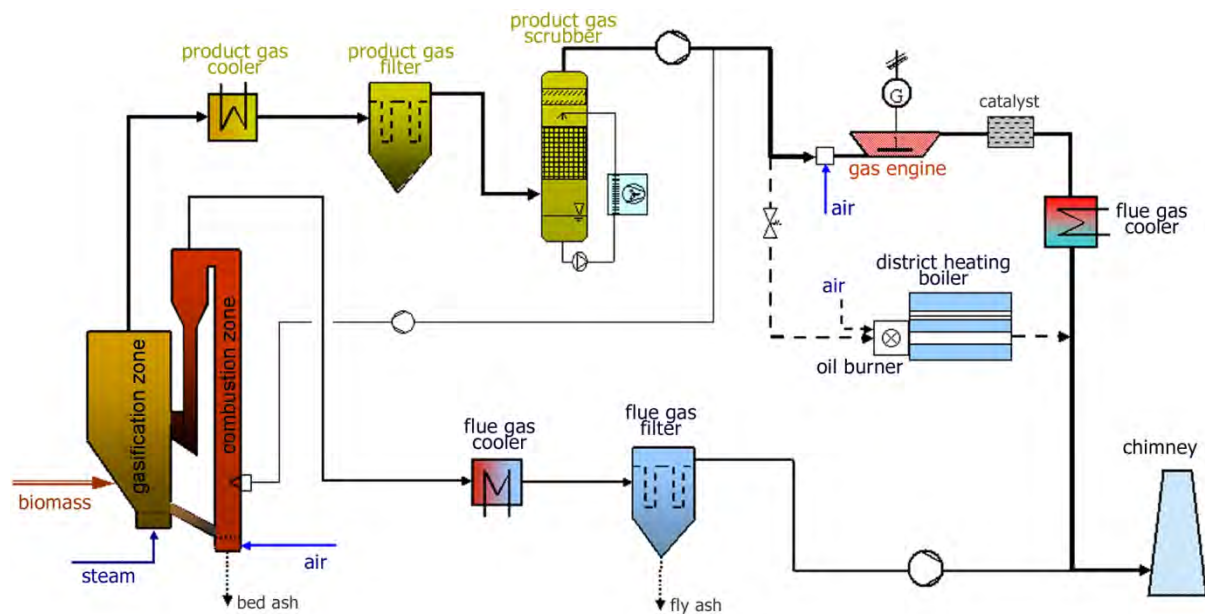 product gas
scrubber
product gas
cooler
product gas
filter
G
catalyst
gas engine
air
flue gas
cooler
district heating
boiler
air
oil burner
gasification zone
combustion zone
flue gas
cooler
flue gas
filter
chimney
biomass
steam
air
bed ash
fly ash